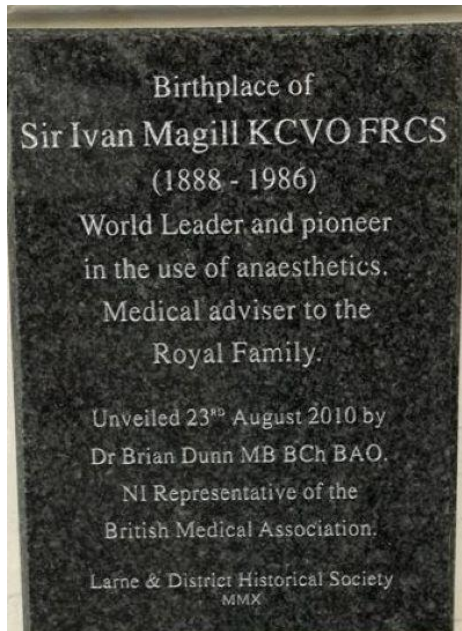 Birthplace of
Sir Ivan Magill KCVO FRCS
(1888 - 1986)
World Leader and pioneer
in the use of anaesthetics.
Medical adviser to the
Royal Family.
Unveiled 23RD August 2010 by
Dr Brian Dunn MB BCh BAO.
NI Representative of the
British Medical Association.
Larne & District Historical Society
MMX